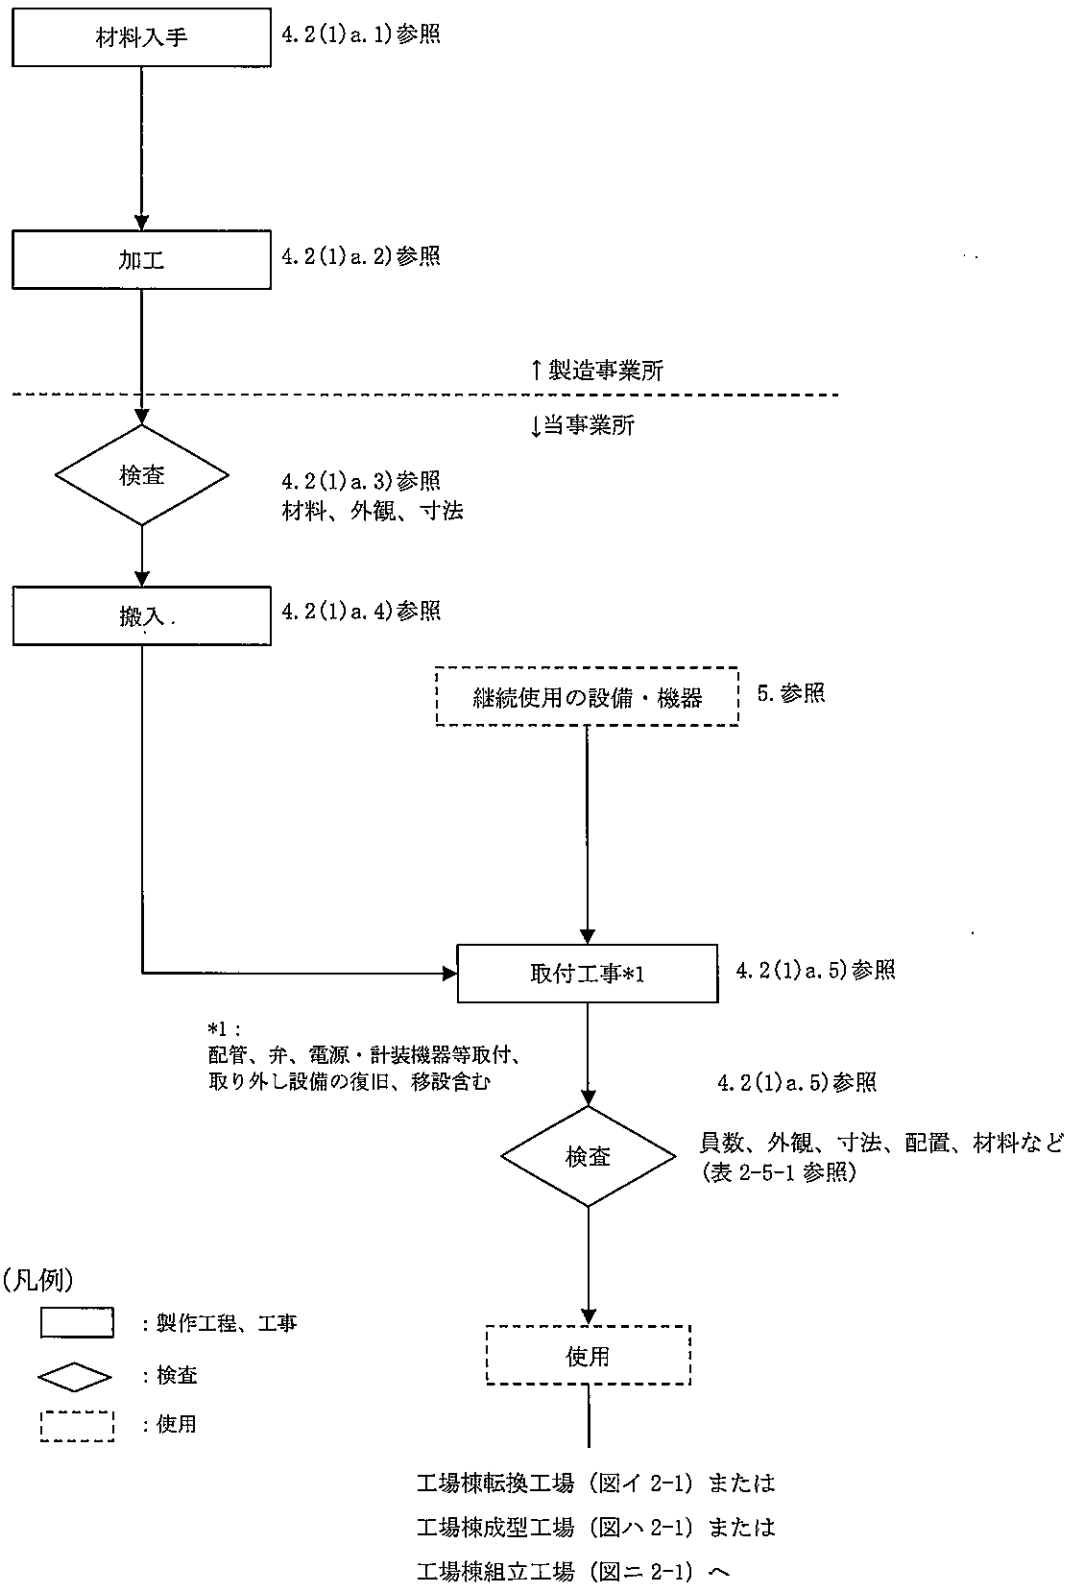 材料入手
4.2(1)a.1)参照
加工
4.2(1)a.2)参照
↑製造事業所
↓当事業所
検査
4.2(1)a.3)参照
材料、外観、寸法
搬入
4.2(1)a.4)参照
継続使用の設備・機器
5.参照
取付工事*1
4.2(1)a.5)参照
*1:
配管、弁、電源・計装機器等取付、
取り外し設備の復旧、移設含む
4.2(1)a.5)参照
検査
員数、外観、寸法、配置、材料など
(表 2-5-1 参照)
(凡例)
:製作工程、工事
:検査
:使用
使用
工場棟転換工場(図イ 2-1)または
工場棟成型工場(図ハ 2-1)または
工場棟組立工場(図ニ 2-1)へ